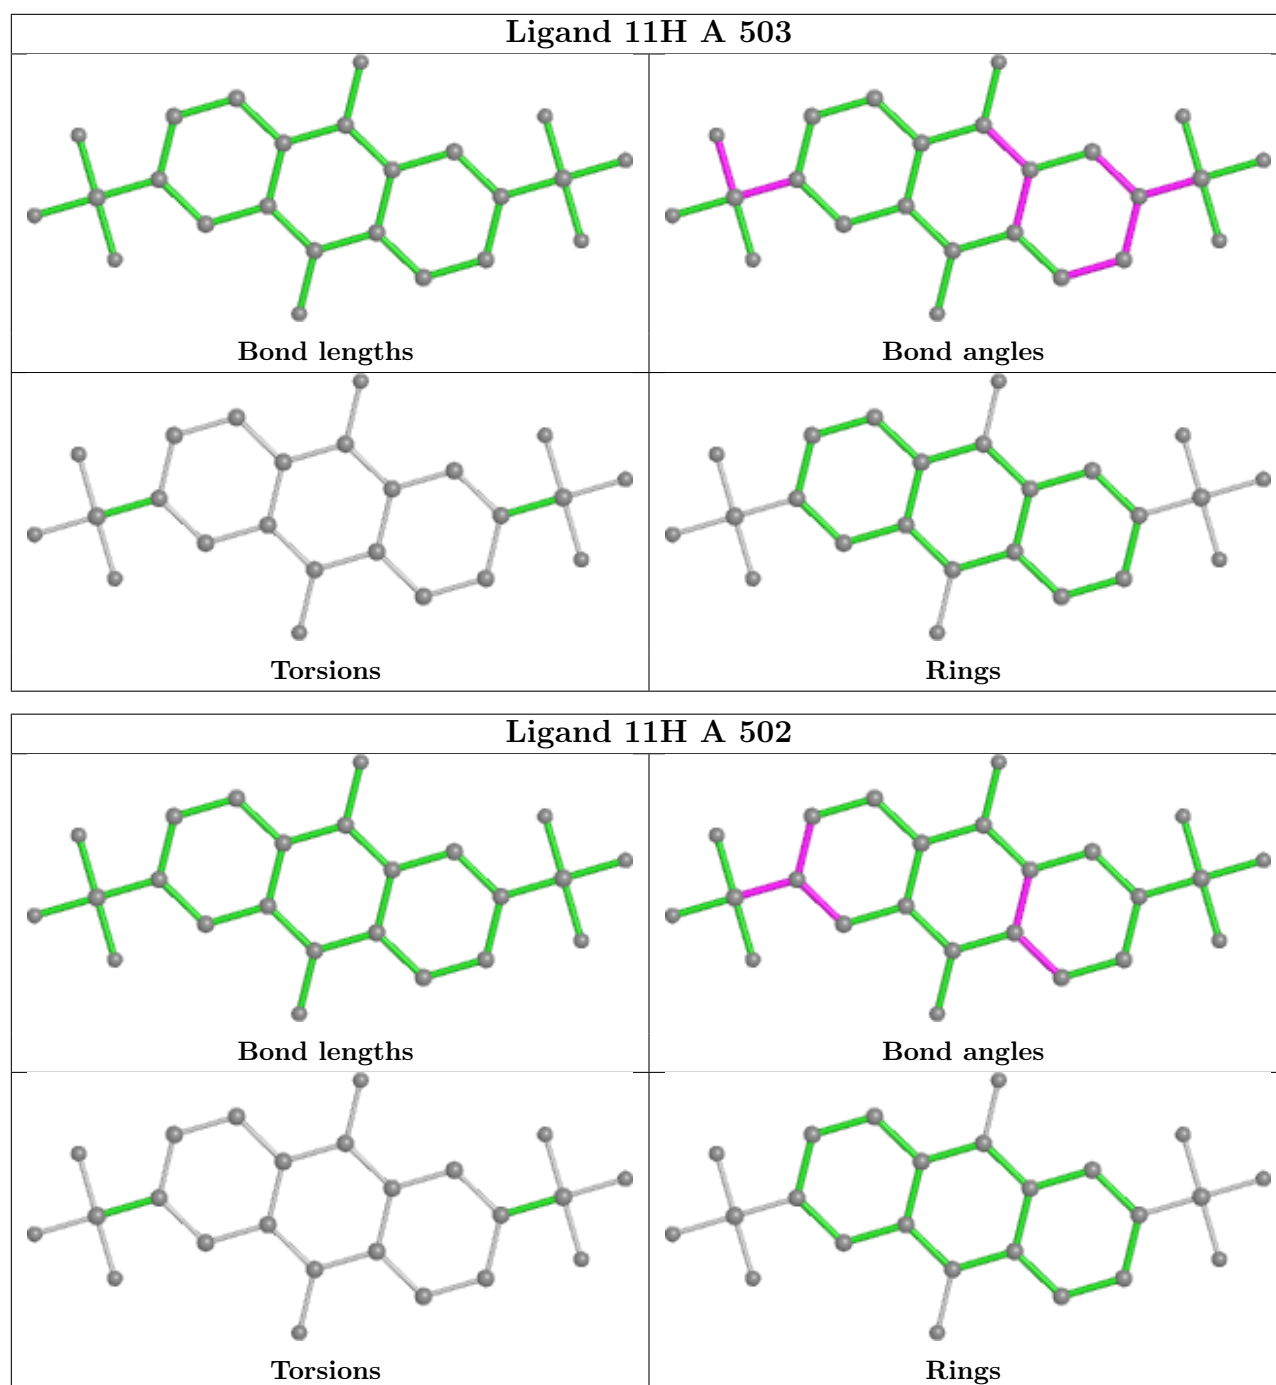 Ligand 11H A 503
Bond lengths
Bond angles
Torsions
Rings
Ligand 11H A 502
Bond lengths
Bond angles
Torsions
Rings